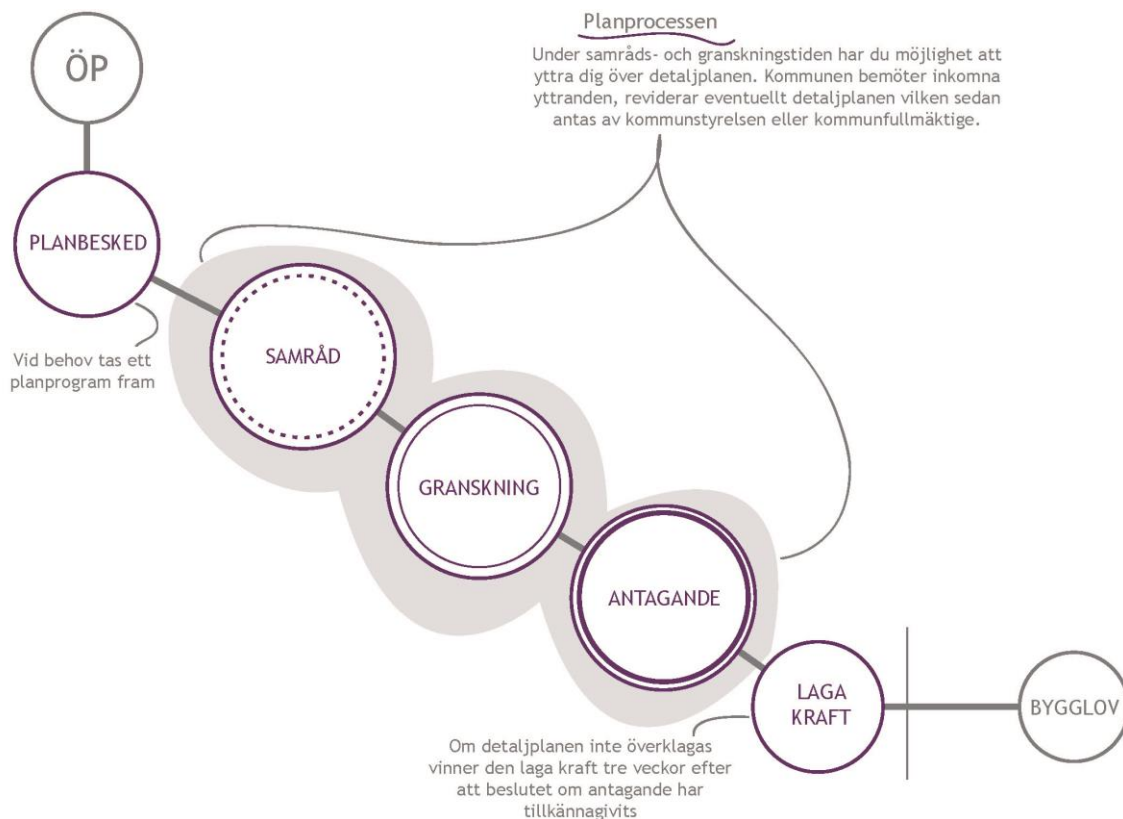 Planprocessen
Under samråds- och granskningstiden har du möjlighet att
yttra dig över detaljplanen. Kommunen bemöter inkomna
yttranden, reviderar eventuellt detaljplanen vilken sedan
antas av kommunstyrelsen eller kommunfullmäktige.
ÖP
PLANBESKED
Vid behov tas ett
planprogram fram
SAMRÅD
GRANSKNING
ANTAGANDE
LAGA
KRAFT
Om detaljplanen inte överklagas
vinner den laga kraft tre veckor efter
att beslutet om antagande har
tillkännagivits
BYGGLOV